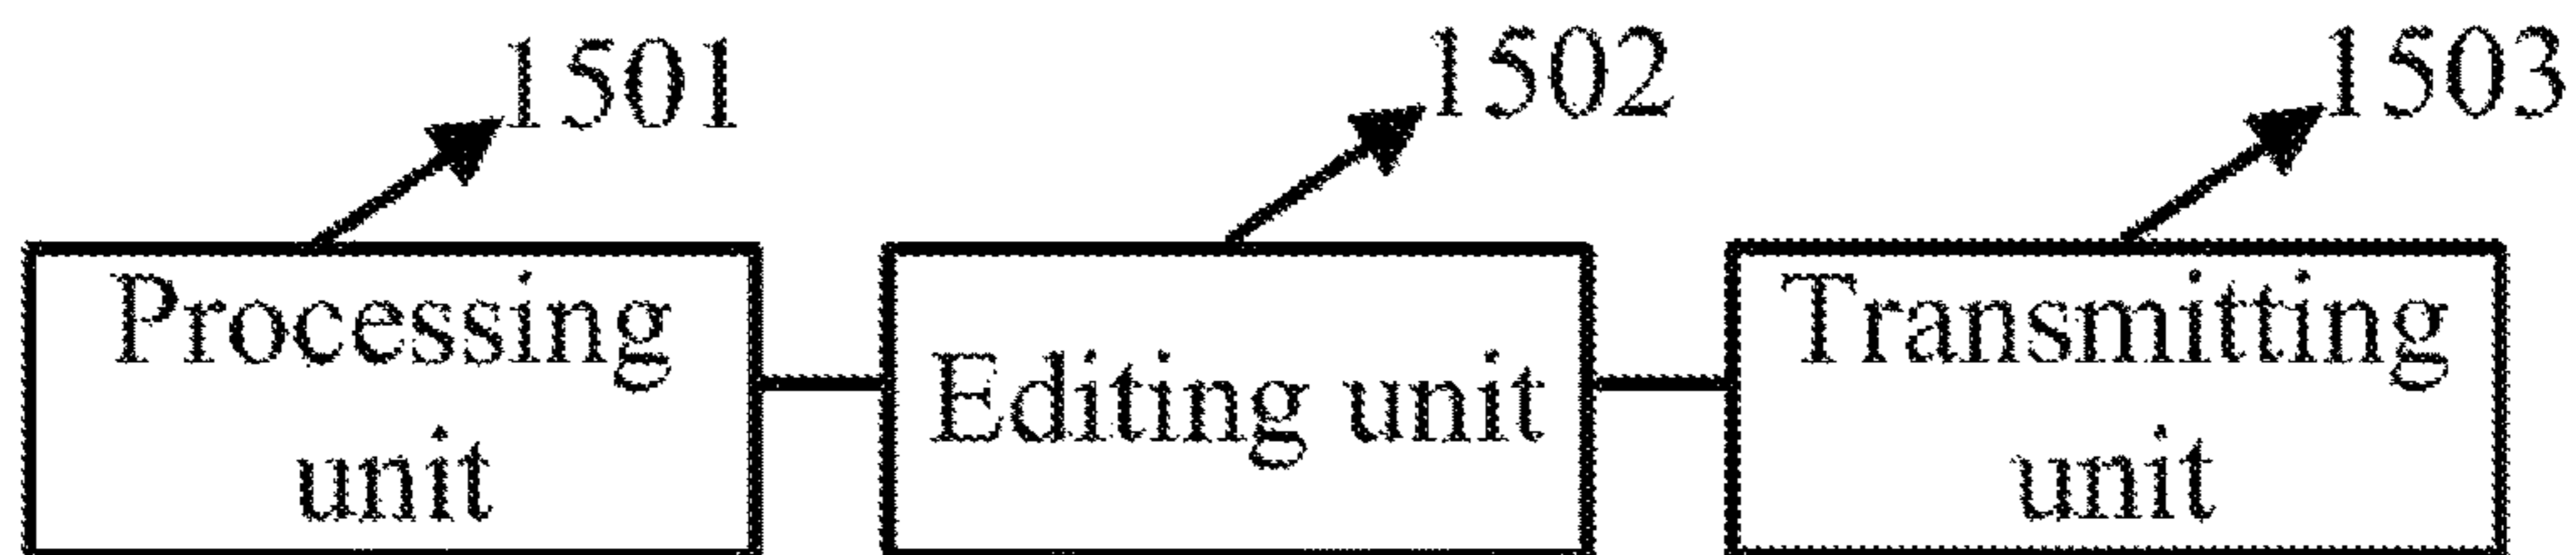 1501
1502
1503
Processing
unit
Editing unit
Transmitting
unit